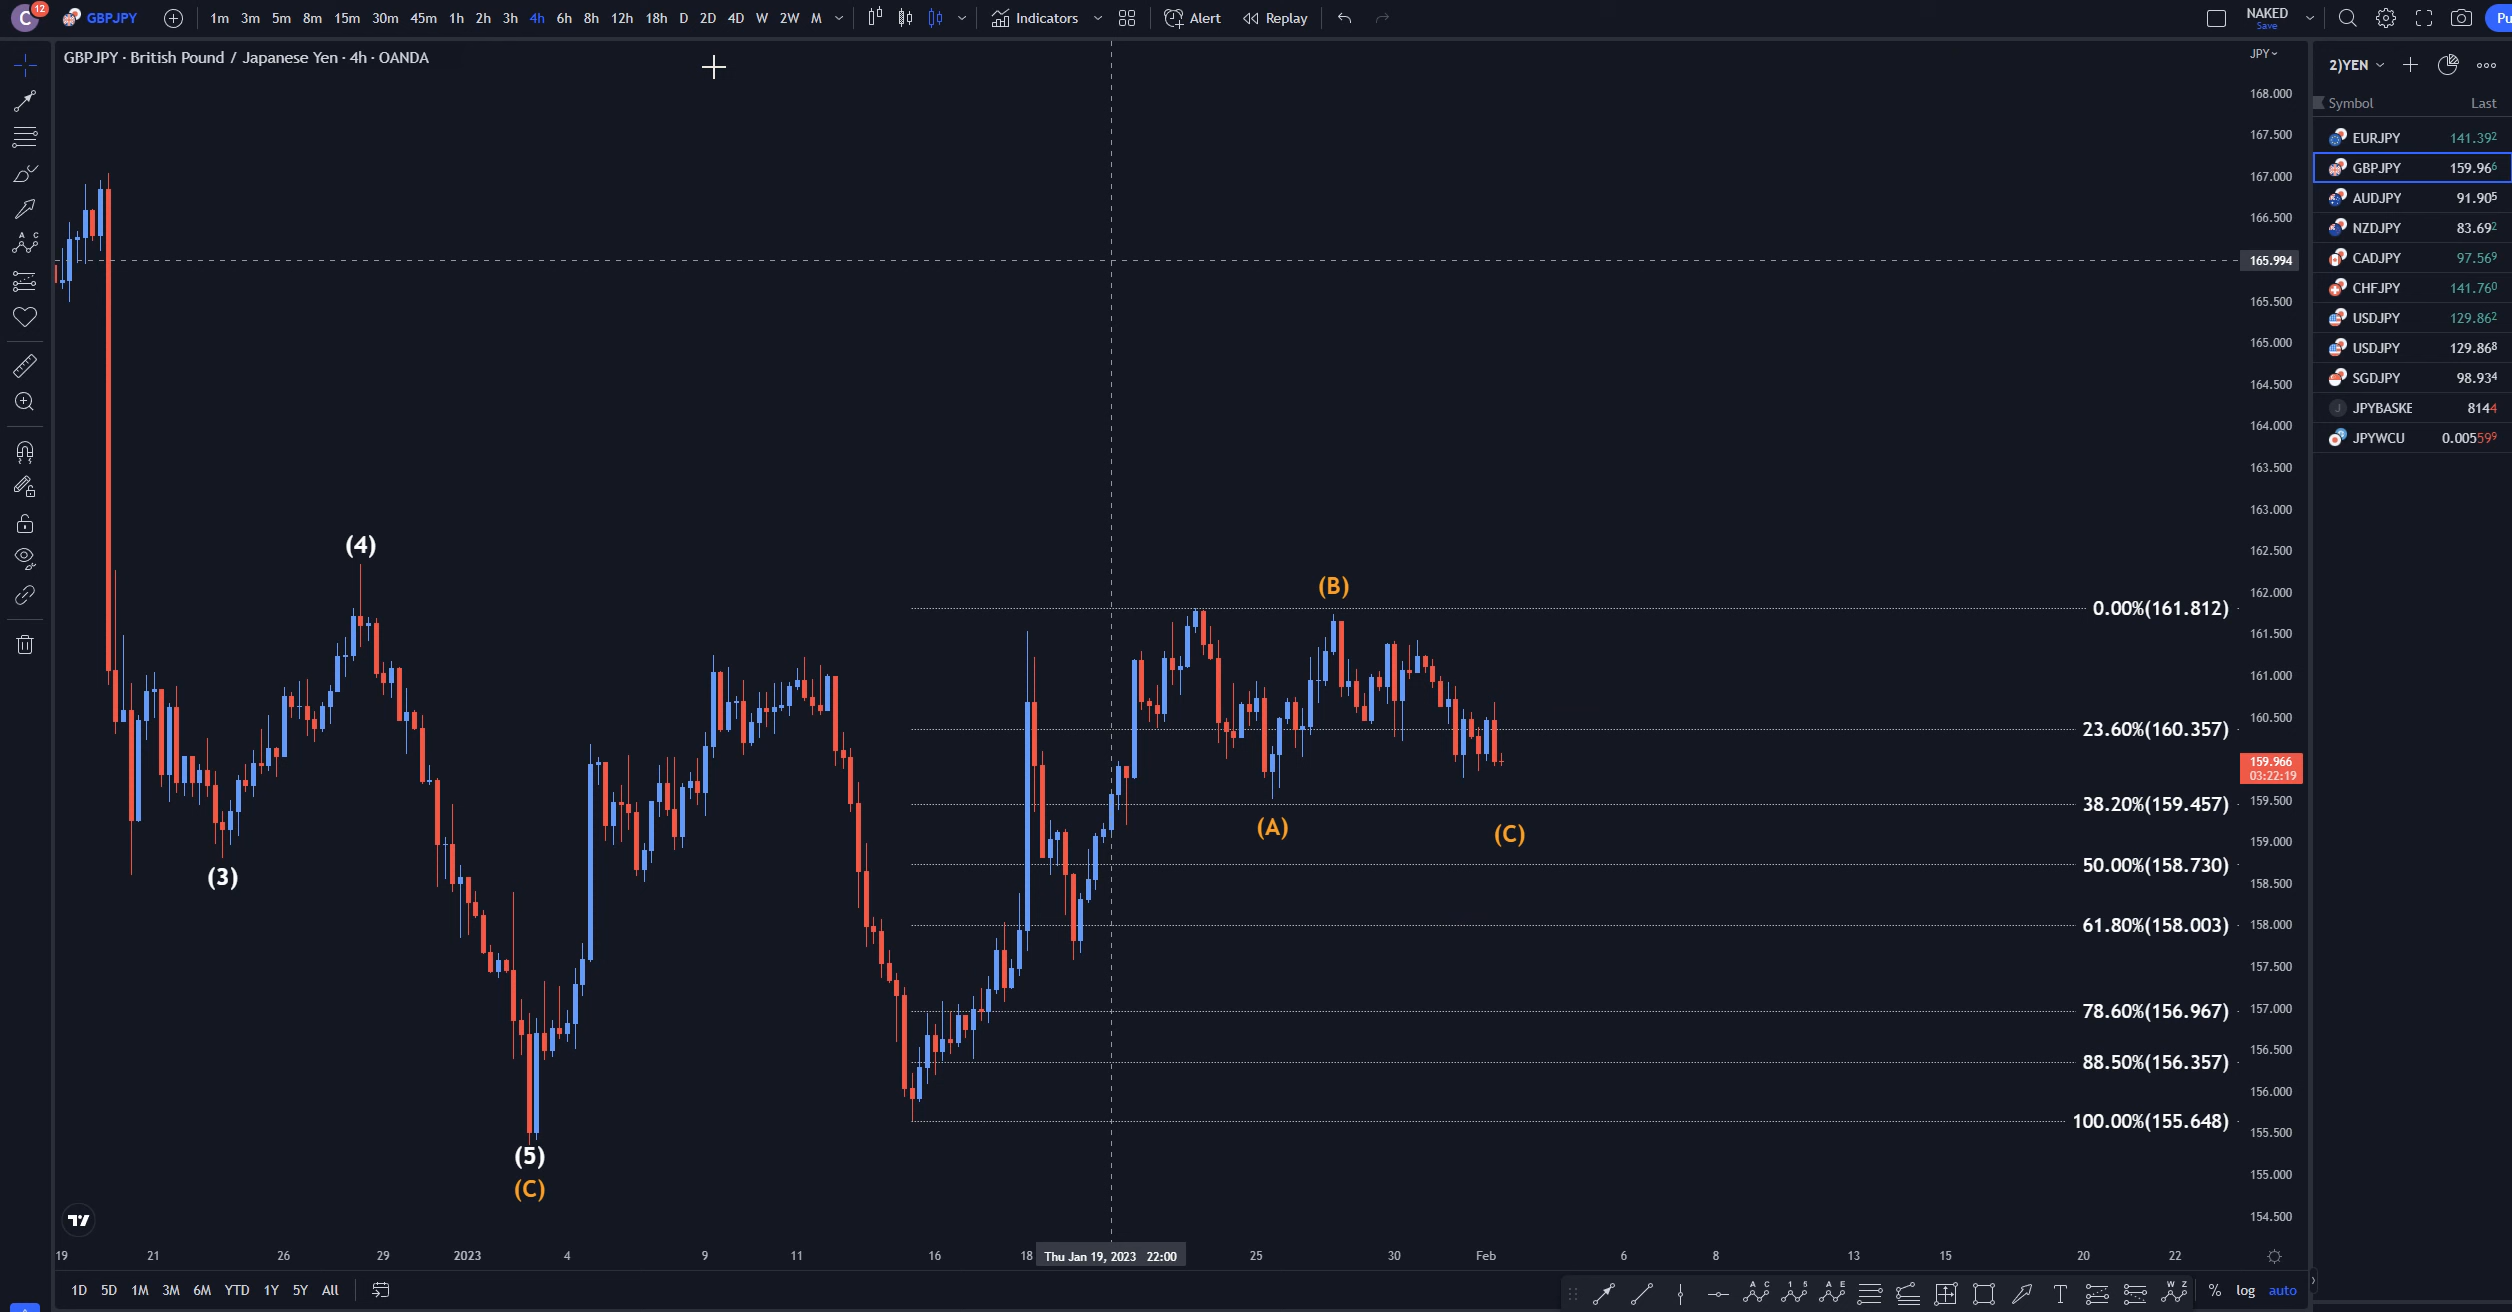 C 12 GBPJPY 1m 3m 5m 8m 15m 30m 45m 1h 2h 3h 4h 6h 8h 12h 18h D 2D 4D W 2W M Indicators Alert Replay NAKED Save Pu
GBPJPY · British Pound / Japanese Yen · 4h · OANDA
JPY
168.000
167.500
167.000
166.500
165.994
165.500
165.000
164.500
164.000
163.500
163.000
162.500
162.000
161.500
161.000
160.500
159.966
03:22:19
159.500
159.000
158.500
158.000
157.500
157.000
156.500
156.000
155.500
155.000
154.500
(4)
(3)
(5)
(C)
(B)
(A)
(C)
0.00%(161.812)
23.60%(160.357)
38.20%(159.457)
50.00%(158.730)
61.80%(158.003)
78.60%(156.967)
88.50%(156.357)
100.00%(155.648)
19 21 26 29 2023 4 9 11 16 18 Thu Jan 19, 2023 22:00 25 30 Feb 6 8 13 15 20 22
1D 5D 1M 3M 6M YTD 1Y 5Y All
% log auto
2)YEN
Symbol Last
EURJPY 141.392
GBPJPY 159.966
AUDJPY 91.905
NZDJPY 83.692
CADJPY 97.569
CHFJPY 141.760
USDJPY 129.862
USDJPY 129.868
SGDJPY 98.934
J JPYBASKE 8144
JPYWCU 0.005599